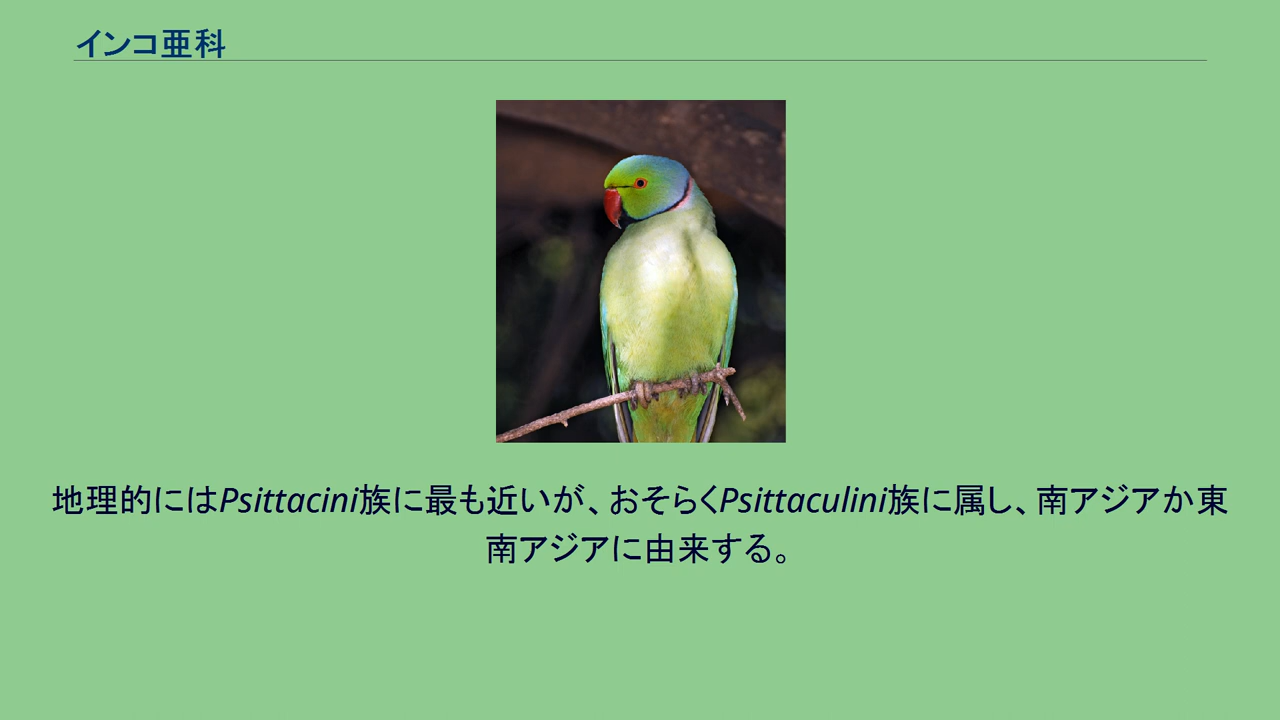 インコ亜科
地理的にはPsittacini族に最も近いが、おそらくPsittaculini族に属し、南アジアか東
南アジアに由来する。